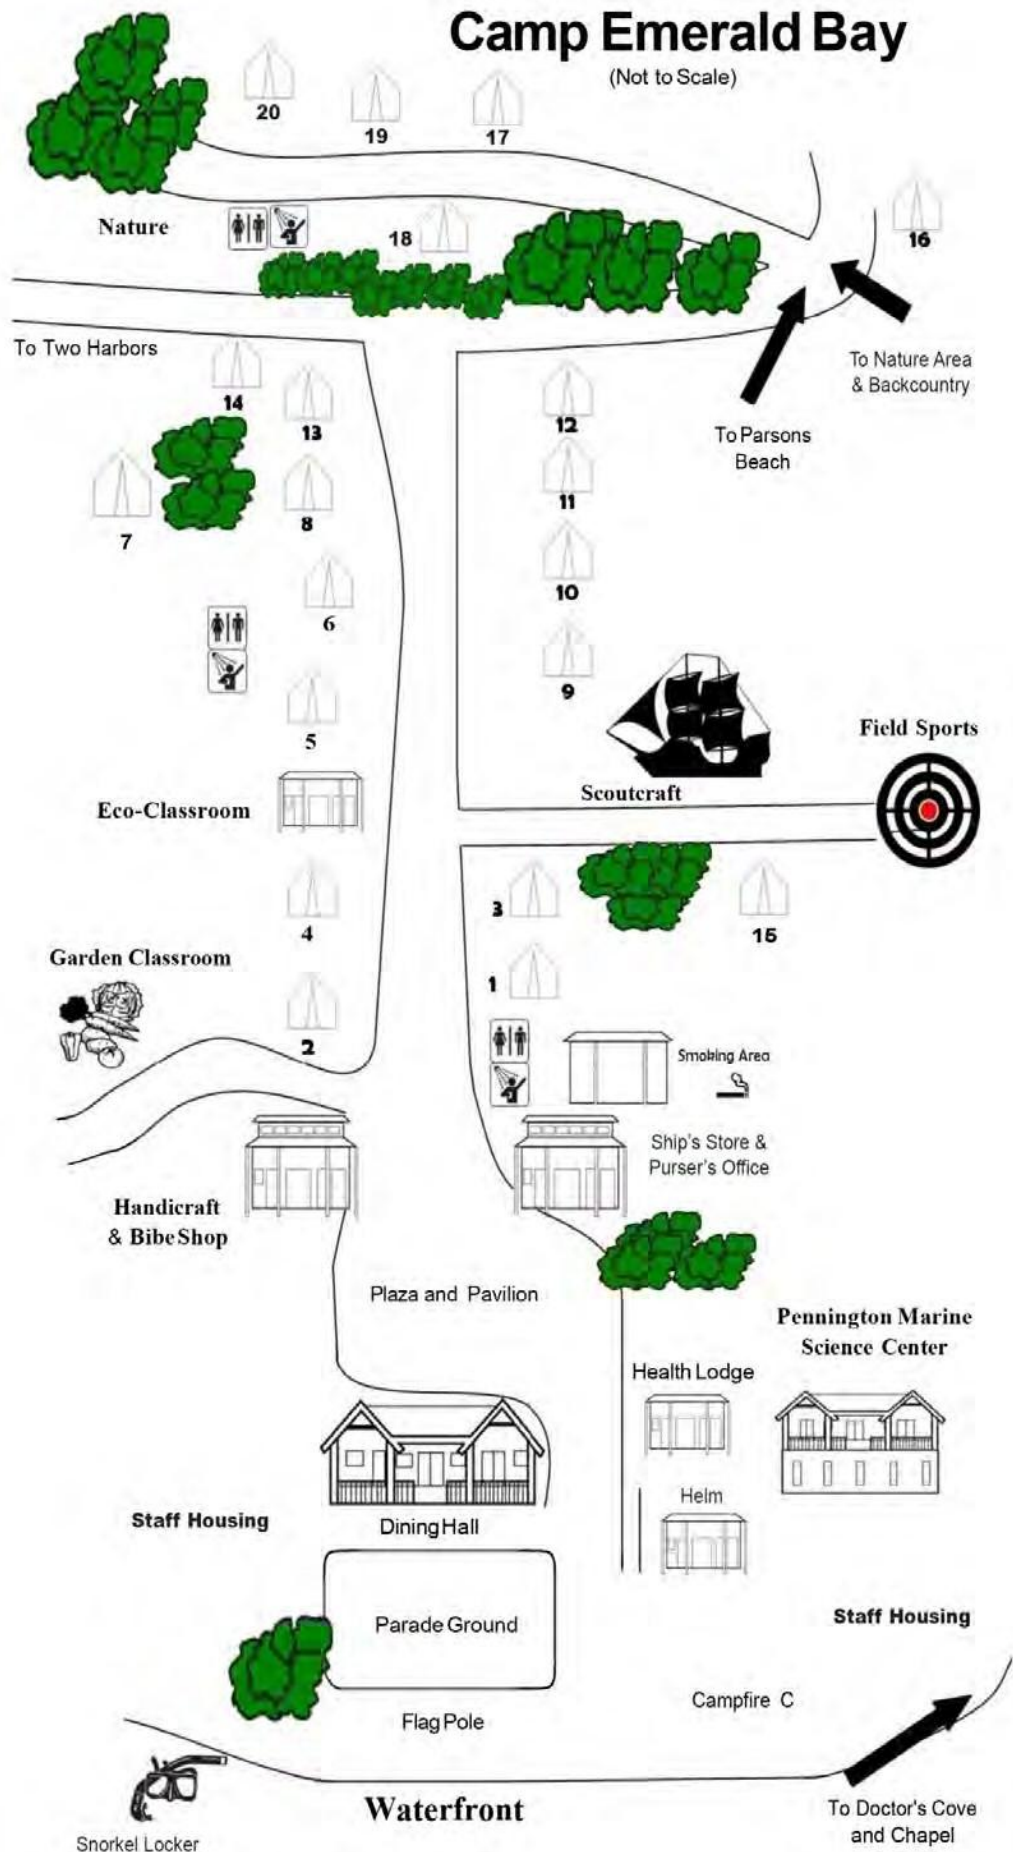 Camp Emerald Bay
(Not to Scale)
20
19
17
Nature
18
16
To Two Harbors
To Nature Area
& Backcountry
14
13
12
To Parsons
Beach
7
8
11
10
6
9
5
Field Sports
Eco-Classroom
Scoutcraft
3
4
15
Garden Classroom
1
2
Smoking Area
Ship's Store &
Purser's Office
Handicraft
& Bibe Shop
Plaza and Pavilion
Pennington Marine
Science Center
Health Lodge
Helm
Staff Housing
Dining Hall
Parade Ground
Staff Housing
Campfire C
Flag Pole
Waterfront
To Doctor's Cove
and Chapel
Snorkel Locker